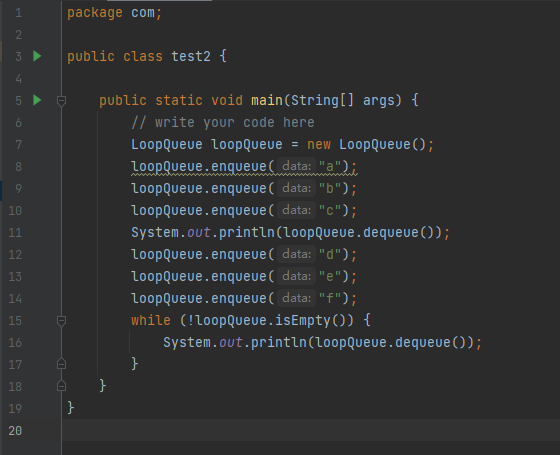 1 package com;
2
3 public class test2 {
4
5 public static void main(String[] args) {
6 // write your code here
7 LoopQueue loopQueue = new LoopQueue();
8 loopQueue.enqueue( data: "a");
9 loopQueue.enqueue( data: "b");
10 loopQueue.enqueue( data: "c");
11 System.out.println(loopQueue.dequeue());
12 loopQueue.enqueue( data: "d");
13 loopQueue.enqueue( data: "e");
14 loopQueue.enqueue( data: "f");
15 while (!loopQueue.isEmpty()) {
16 System.out.println(loopQueue.dequeue());
17 }
18 }
19 }
20